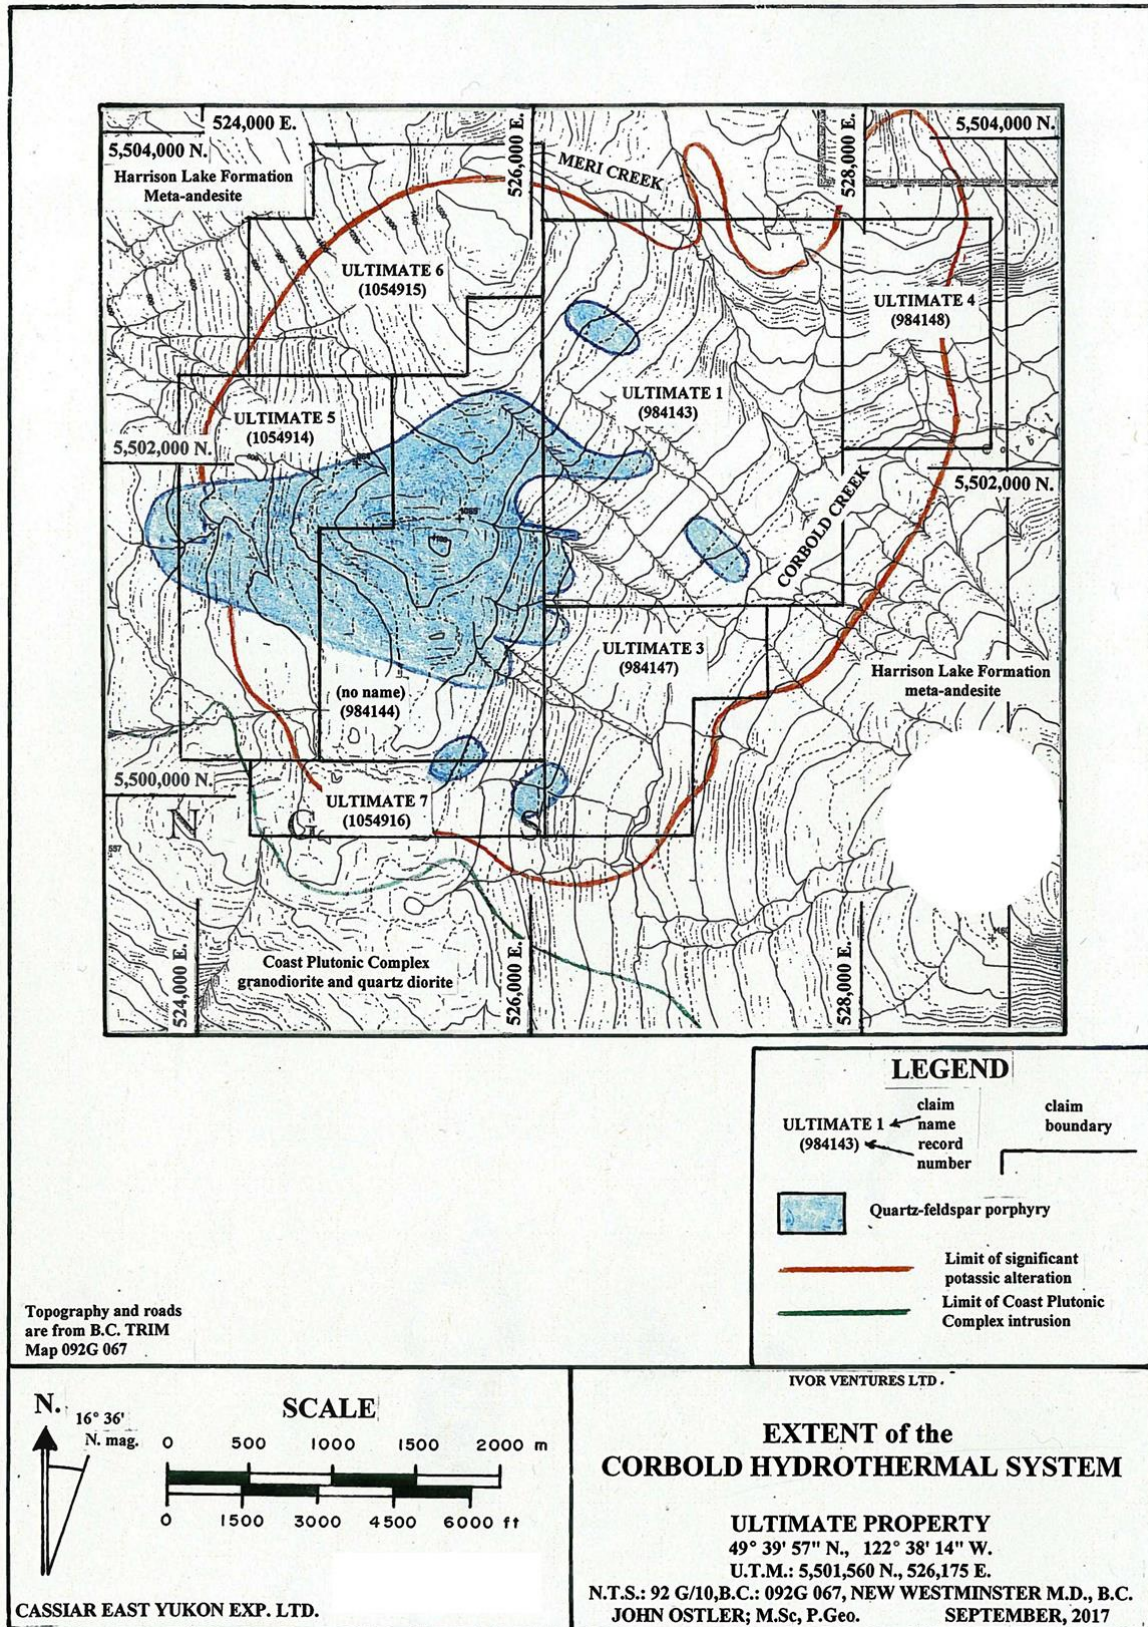 524,000 E.
526,000 E.
528,000 E.
5,504,000 N.
5,504,000 N.
Harrison Lake Formation
Meta-andesite
MERI CREEK
ULTIMATE 6
(1054915)
ULTIMATE 4
(984148)
ULTIMATE 1
(984143)
ULTIMATE 5
(1054914)
5,502,000 N.
5,502,000 N.
CORBOLD CREEK
ULTIMATE 3
(984147)
Harrison Lake Formation
meta-andesite
(no name)
(984144)
5,500,000 N.
ULTIMATE 7
(1054916)
N G S
Coast Plutonic Complex
granodiorite and quartz diorite
524,000 E.
526,000 E.
528,000 E.
LEGEND
ULTIMATE 1
(984143)
claim
name
record
number
claim
boundary
Quartz-feldspar porphyry
Limit of significant
potassic alteration
Limit of Coast Plutonic
Complex intrusion
Topography and roads
are from B.C. TRIM
Map 092G 067
N.
16° 36'
N. mag.
SCALE
0 500 1000 1500 2000 m
0 1500 3000 4500 6000 ft
CASSIAR EAST YUKON EXP. LTD.
IVOR VENTURES LTD.
EXTENT of the
CORBOLD HYDROTHERMAL SYSTEM
ULTIMATE PROPERTY
49° 39' 57" N., 122° 38' 14" W.
U.T.M.: 5,501,560 N., 526,175 E.
N.T.S.: 92 G/10,B.C.: 092G 067, NEW WESTMINSTER M.D., B.C.
JOHN OSTLER; M.Sc, P.Geo. SEPTEMBER, 2017